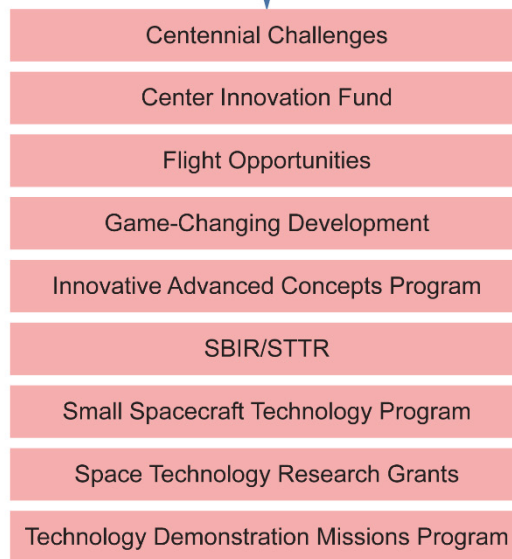 Centennial Challenges
Center Innovation Fund
Flight Opportunities
Game-Changing Development
Innovative Advanced Concepts Program
SBIR/STTR
Small Spacecraft Technology Program
Space Technology Research Grants
Technology Demonstration Missions Program